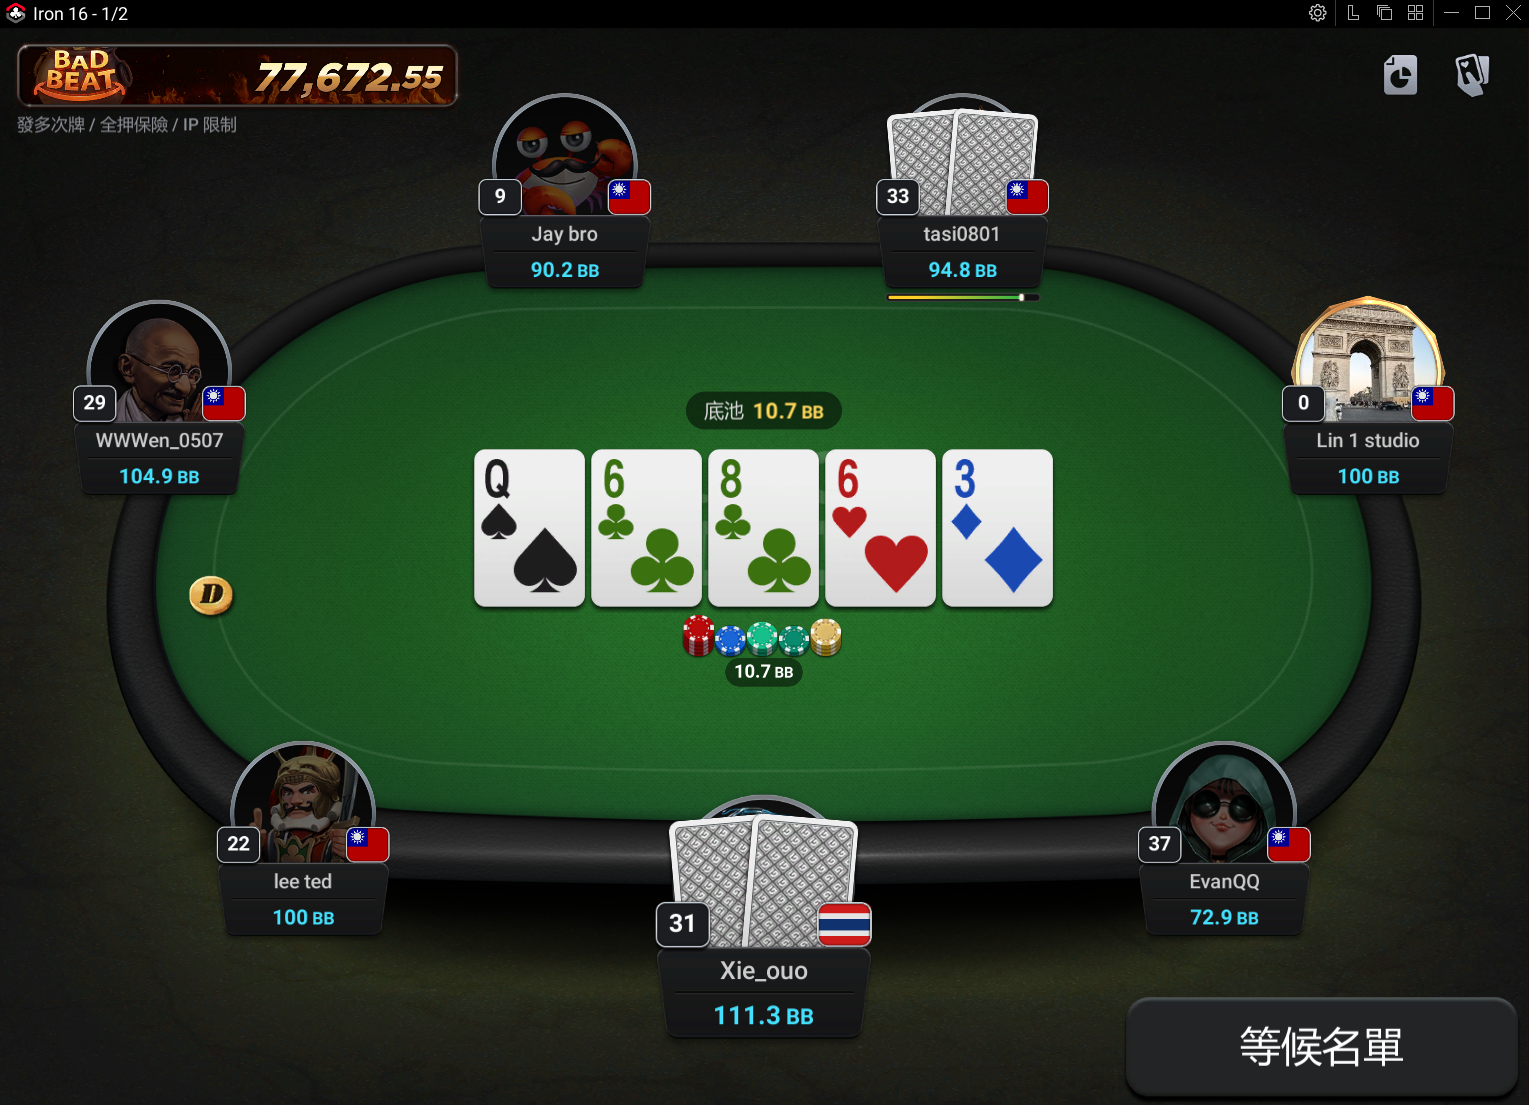 Iron 16 - 1/2
BAD
BEAT
77,672.55
發多次牌 / 全押保險 / IP 限制
9
Jay bro
90.2 BB
33
tasi0801
94.8 BB
29
WWWen_0507
104.9 BB
0
Lin 1 studio
100 BB
底池 10.7 BB
Q
6
8
6
3
D
10.7 BB
22
lee ted
100 BB
31
Xie_ouo
111.3 BB
37
EvanQQ
72.9 BB
等候名單